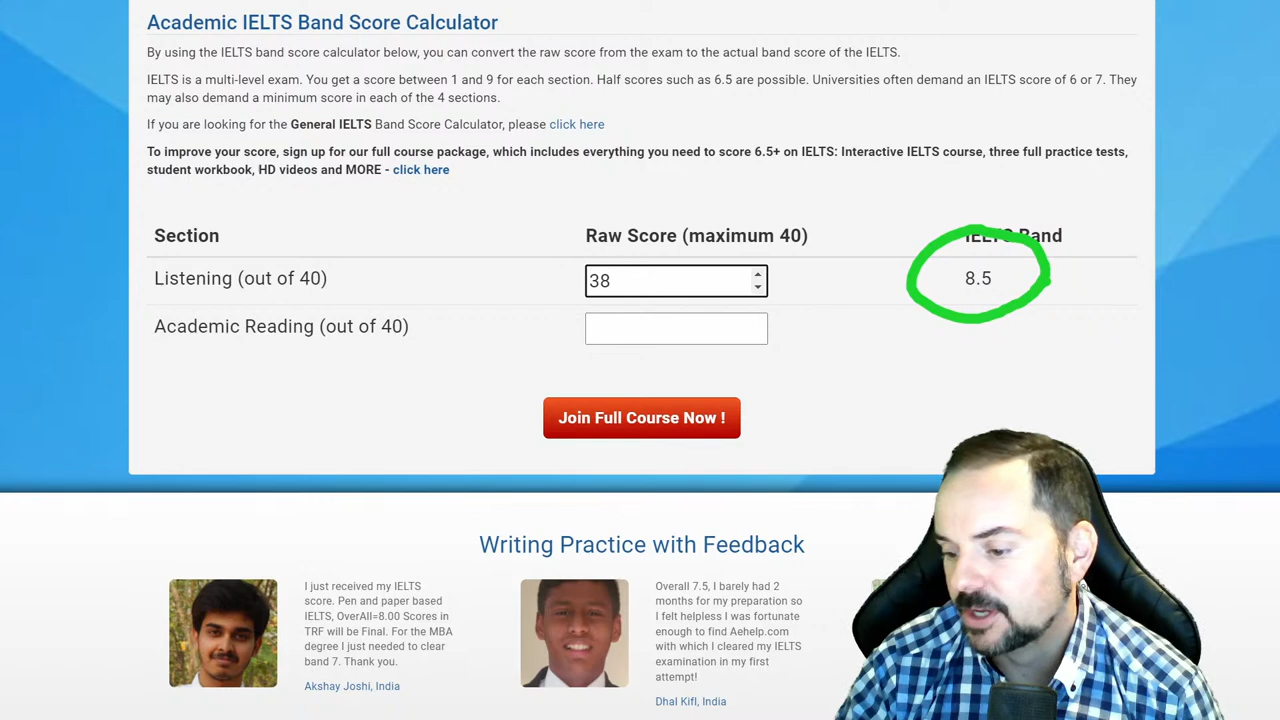 Academic IELTS Band Score Calculator
By using the IELTS band score calculator below, you can convert the raw score from the exam to the actual band score of the IELTS.
IELTS is a multi-level exam. You get a score between 1 and 9 for each section. Half scores such as 6.5 are possible. Universities often demand an IELTS score of 6 or 7. They
may also demand a minimum score in each of the 4 sections.
If you are looking for the General IELTS Band Score Calculator, please click here
To improve your score, sign up for our full course package, which includes everything you need to score 6.5+ on IELTS: Interactive IELTS course, three full practice tests,
student workbook, HD videos and MORE - click here
Section Raw Score (maximum 40) IELTS Band
Listening (out of 40) 38 8.5
Academic Reading (out of 40)
Join Full Course Now !
Writing Practice with Feedback
I just received my IELTS
score. Pen and paper based
IELTS, OverAll=8.00 Scores in
TRF will be Final. For the MBA
degree I just needed to clear
band 7. Thank you.
Akshay Joshi, India
Overall 7.5, I barely had 2
months for my preparation so
I felt helpless I was fortunate
enough to find Aehelp.com
with which I cleared my IELTS
examination in my first
attempt!
Dhal Kifl, India